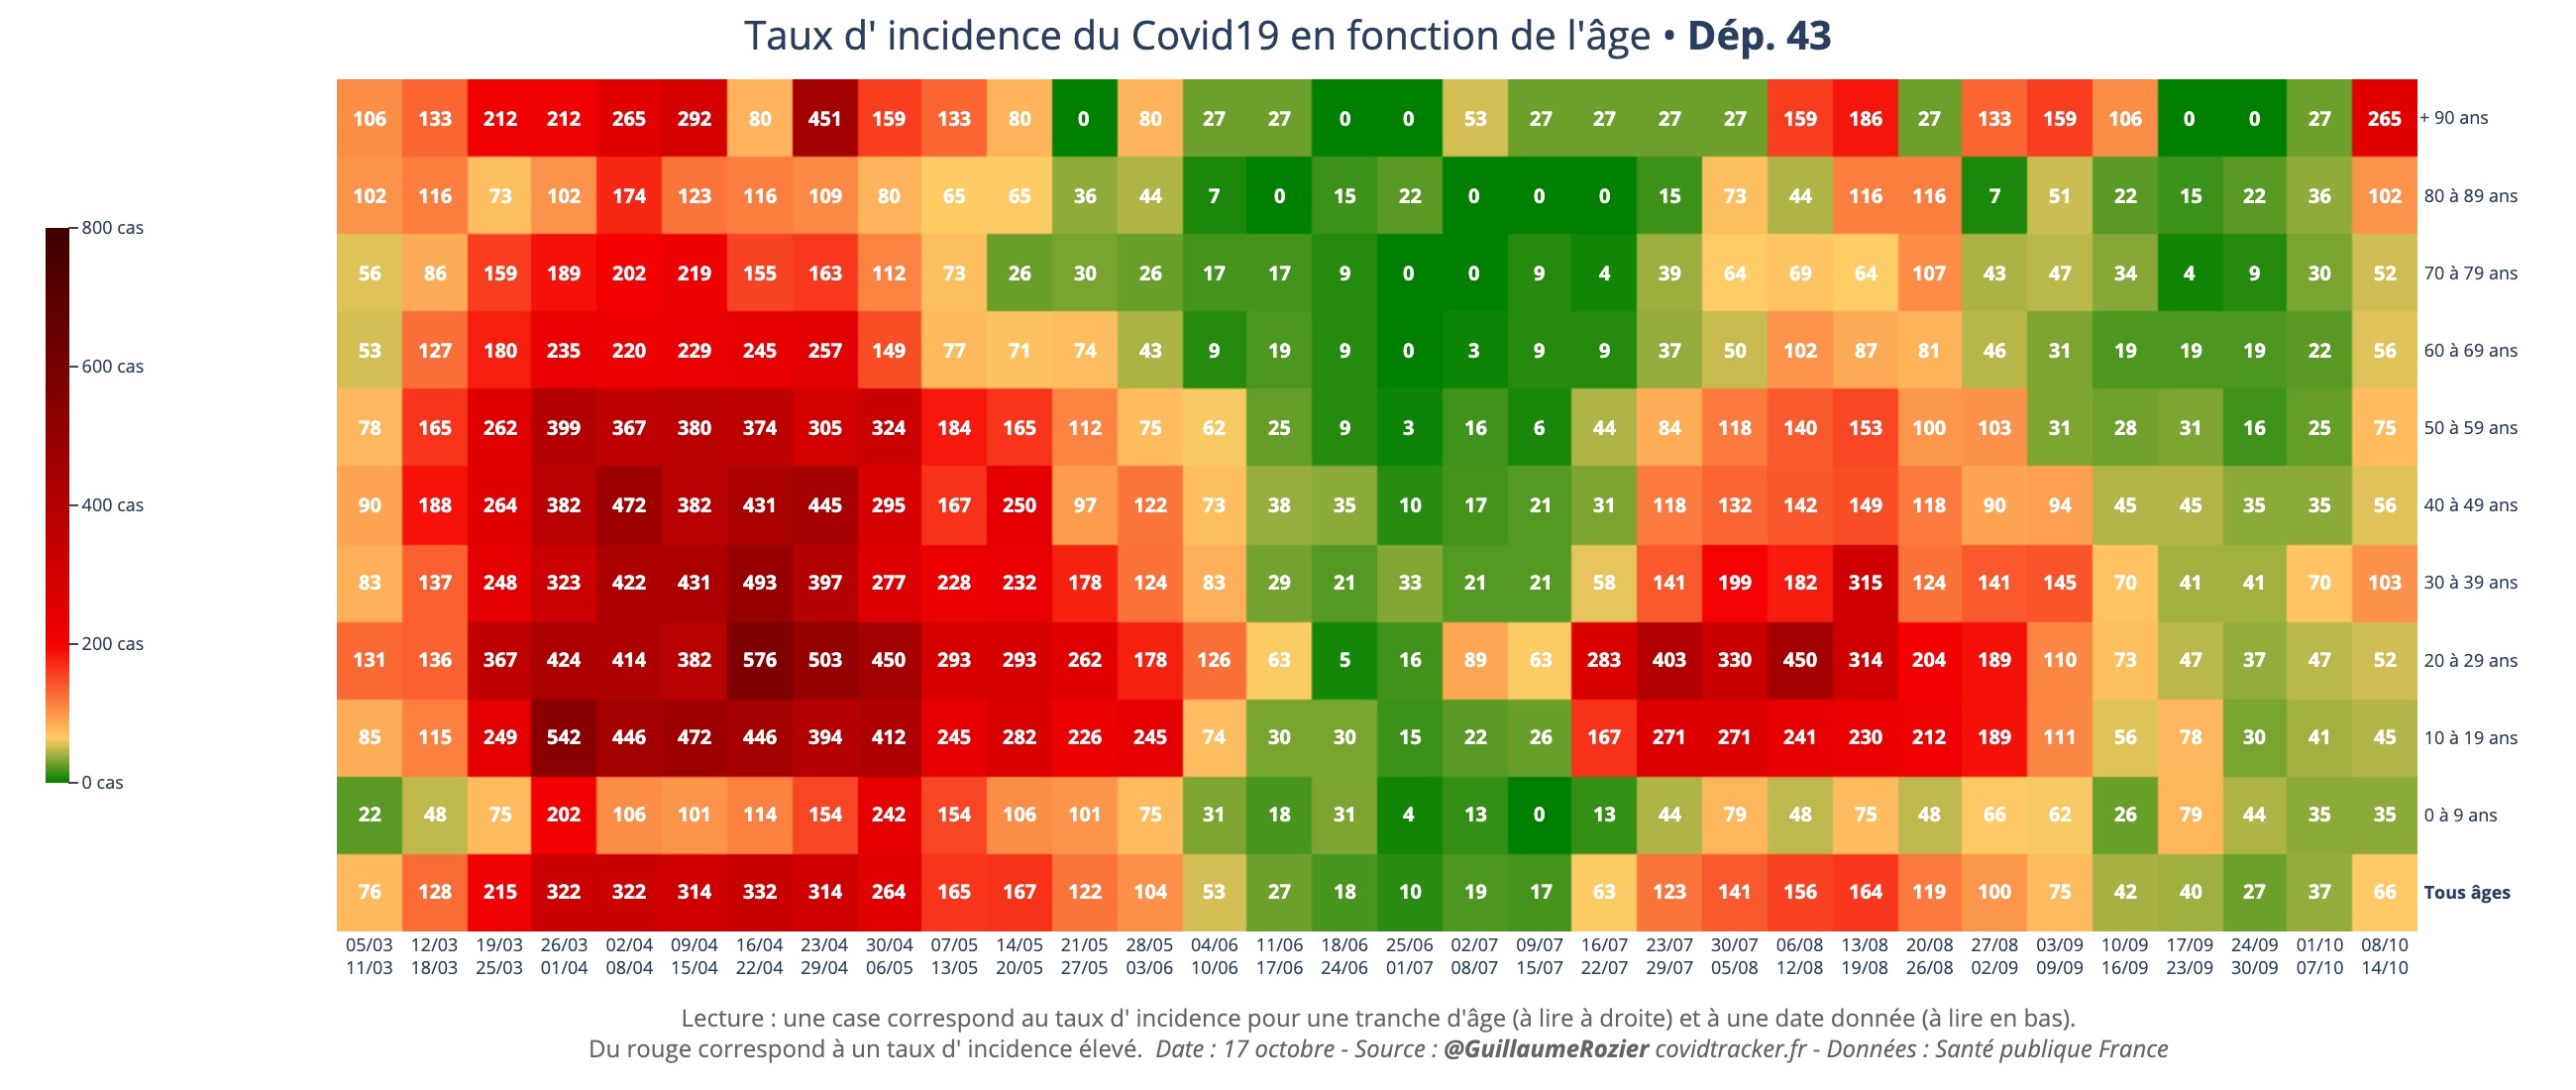 Taux d' incidence du Covid19 en fonction de l'âge • Dép. 43
800 cas
600 cas
400 cas
200 cas
0 cas
106 133 212 212 265 292 80 451 159 133 80 0 80 27 27 0 0 53 27 27 27 27 159 186 27 133 159 106 0 0 27 265 + 90 ans
102 116 73 102 174 123 116 109 80 65 65 36 44 7 0 15 22 0 0 0 15 73 44 116 116 7 51 22 15 22 36 102 80 à 89 ans
56 86 159 189 202 219 155 163 112 73 26 30 26 17 17 9 0 0 9 4 39 64 69 64 107 43 47 34 4 9 30 52 70 à 79 ans
53 127 180 235 220 229 245 257 149 77 71 74 43 9 19 9 0 3 9 9 37 50 102 87 81 46 31 19 19 19 22 56 60 à 69 ans
78 165 262 399 367 380 374 305 324 184 165 112 75 62 25 9 3 16 6 44 84 118 140 153 100 103 31 28 31 16 25 75 50 à 59 ans
90 188 264 382 472 382 431 445 295 167 250 97 122 73 38 35 10 17 21 31 118 132 142 149 118 90 94 45 45 35 35 56 40 à 49 ans
83 137 248 323 422 431 493 397 277 228 232 178 124 83 29 21 33 21 21 58 141 199 182 315 124 141 145 70 41 41 70 103 30 à 39 ans
131 136 367 424 414 382 576 503 450 293 293 262 178 126 63 5 16 89 63 283 403 330 450 314 204 189 110 73 47 37 47 52 20 à 29 ans
85 115 249 542 446 472 446 394 412 245 282 226 245 74 30 30 15 22 26 167 271 271 241 230 212 189 111 56 78 30 41 45 10 à 19 ans
22 48 75 202 106 101 114 154 242 154 106 101 75 31 18 31 4 13 0 13 44 79 48 75 48 66 62 26 79 44 35 35 0 à 9 ans
76 128 215 322 322 314 332 314 264 165 167 122 104 53 27 18 10 19 17 63 123 141 156 164 119 100 75 42 40 27 37 66 Tous âges
05/03 12/03 19/03 26/03 02/04 09/04 16/04 23/04 30/04 07/05 14/05 21/05 28/05 04/06 11/06 18/06 25/06 02/07 09/07 16/07 23/07 30/07 06/08 13/08 20/08 27/08 03/09 10/09 17/09 24/09 01/10 08/10
11/03 18/03 25/03 01/04 08/04 15/04 22/04 29/04 06/05 13/05 20/05 27/05 03/06 10/06 17/06 24/06 01/07 08/07 15/07 22/07 29/07 05/08 12/08 19/08 26/08 02/09 09/09 16/09 23/09 30/09 07/10 14/10
Lecture : une case correspond au taux d' incidence pour une tranche d'âge (à lire à droite) et à une date donnée (à lire en bas).
Du rouge correspond à un taux d' incidence élevé. Date : 17 octobre - Source : @GuillaumeRozier covidtracker.fr - Données : Santé publique France